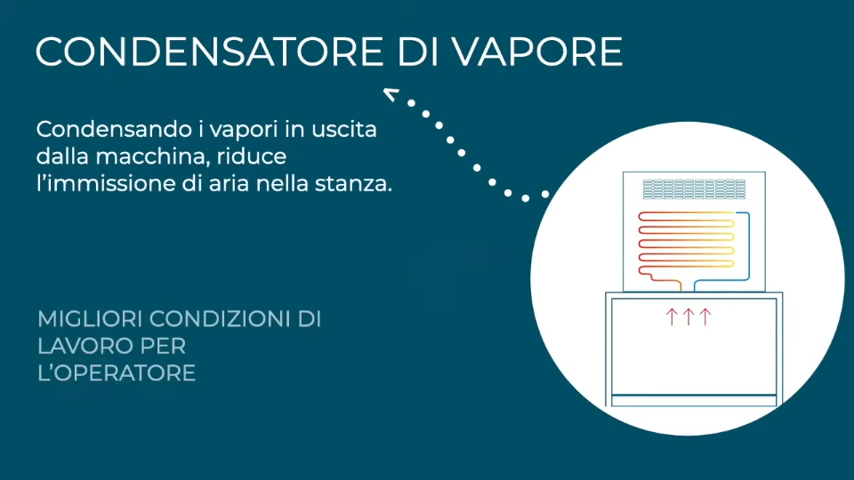 CONDENSATORE DI VAPORE
Condensando i vapori in uscita
dalla macchina, riduce
l’immissione di aria nella stanza.
MIGLIORI CONDIZIONI DI
LAVORO PER
L’OPERATORE